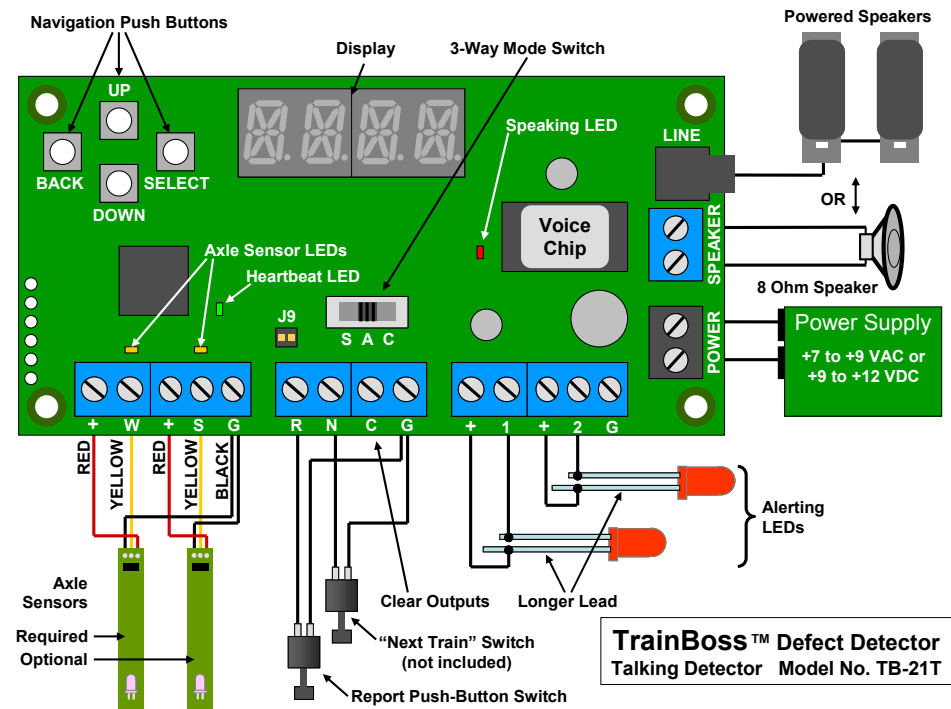 Navigation Push Buttons
Display
3-Way Mode Switch
Powered Speakers
UP
BACK
SELECT
DOWN
Speaking LED
LINE
OR
Voice
Chip
SPEAKER
8 Ohm Speaker
Axle Sensor LEDs
Heartbeat LED
J9
S A C
POWER
Power Supply
+7 to +9 VAC or
+9 to +12 VDC
+ W + S G
R N C G
+ 1 + 2 G
RED
YELLOW
RED
YELLOW
BLACK
Alerting
LEDs
Axle
Sensors
Required
Optional
Clear Outputs
Longer Lead
“Next Train” Switch
(not included)
Report Push-Button Switch
TrainBoss™ Defect Detector
Talking Detector Model No. TB-21T